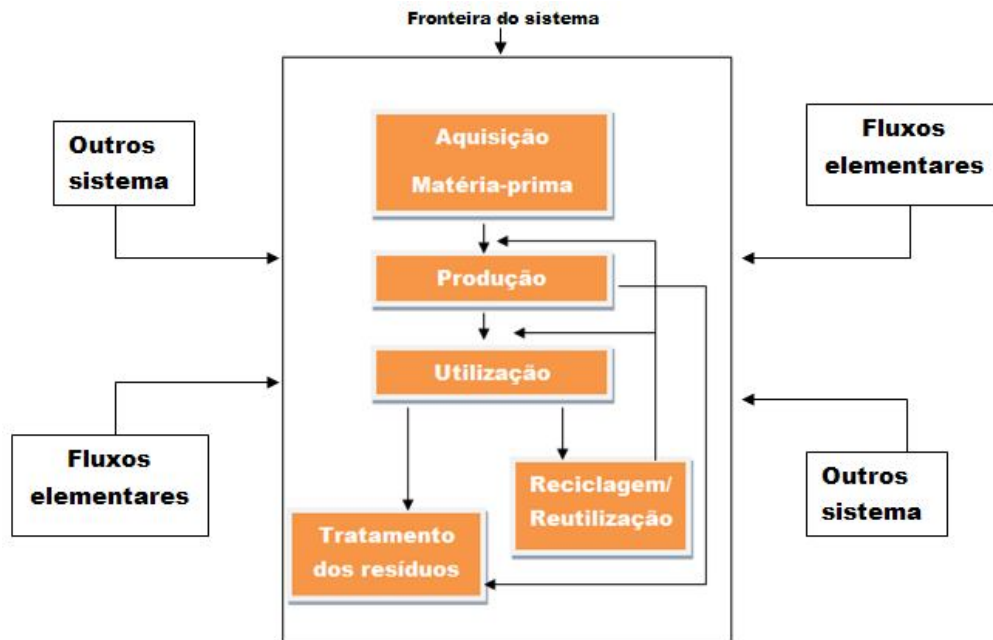 Fronteira do sistema
Outros
sistema
Fluxos
elementares
Aquisição
Matéria-prima
Produção
Utilização
Fluxos
elementares
Reciclagem/
Reutilização
Outros
sistema
Tratamento
dos resíduos